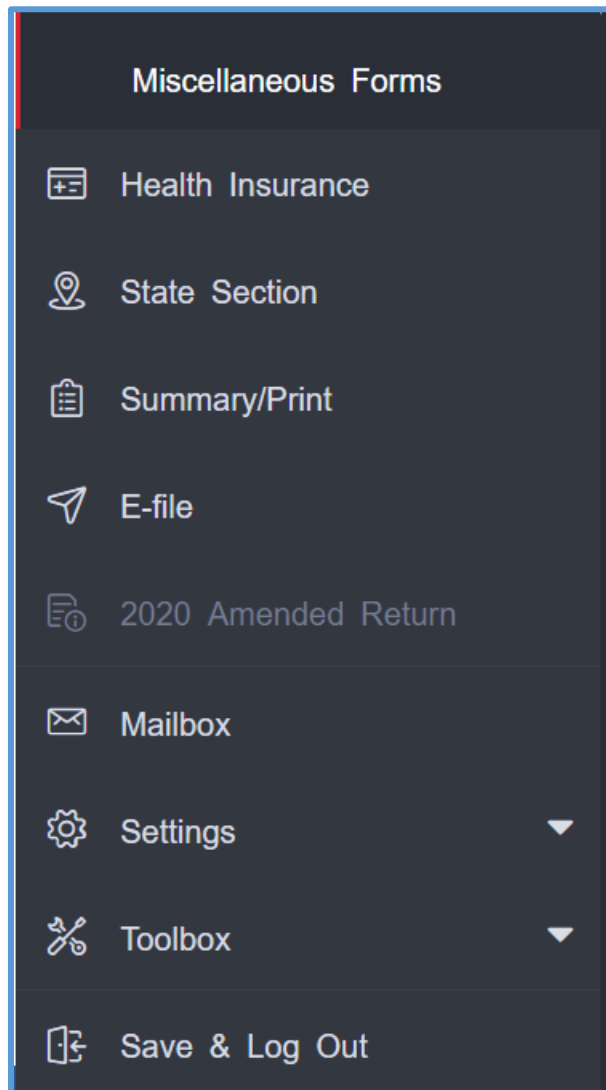 Miscellaneous Forms
Health Insurance
State Section
Summary/Print
E-file
2020 Amended Return
Mailbox
Settings
Toolbox
Save & Log Out